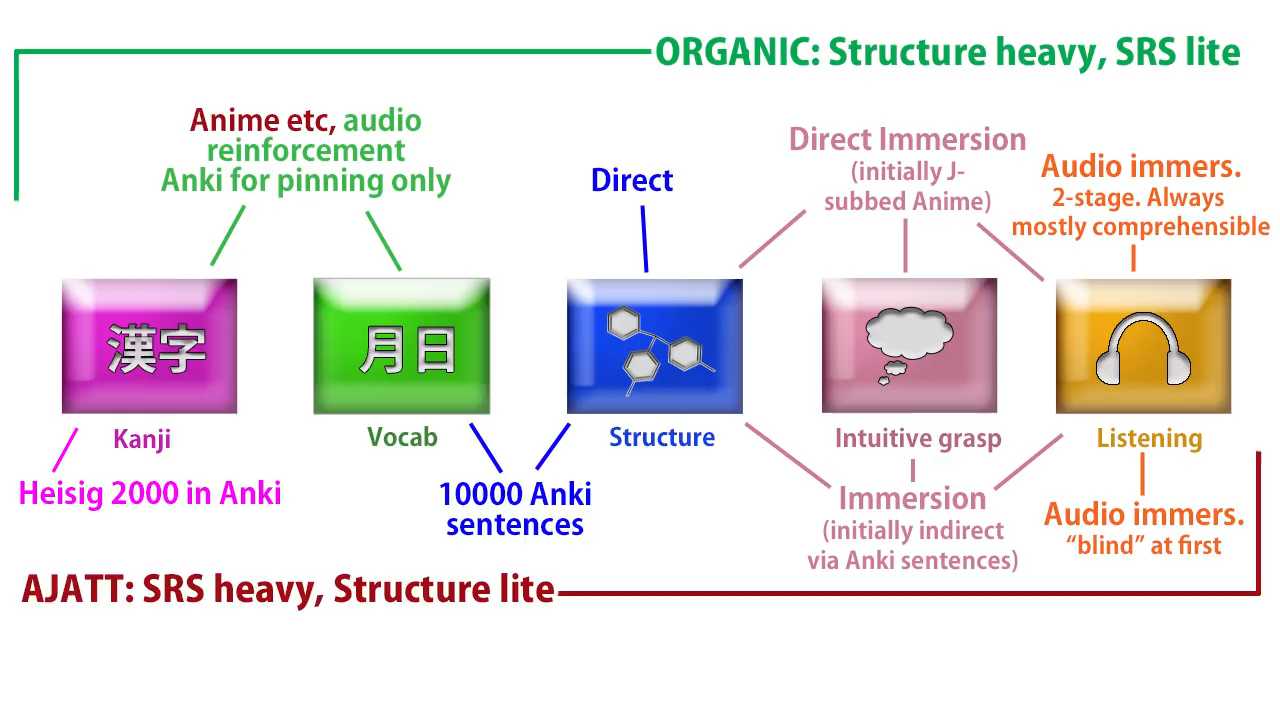 ORGANIC: Structure heavy, SRS lite
Anime etc, audio
reinforcement
Anki for pinning only
Direct
Direct Immersion
(initially J-
subbed Anime)
Audio immers.
2-stage. Always
mostly comprehensible
漢字
月日
Kanji
Vocab
Structure
Intuitive grasp
Listening
Heisig 2000 in Anki
10000 Anki
sentences
Immersion
(initially indirect
via Anki sentences)
Audio immers.
“blind” at first
AJATT: SRS heavy, Structure lite